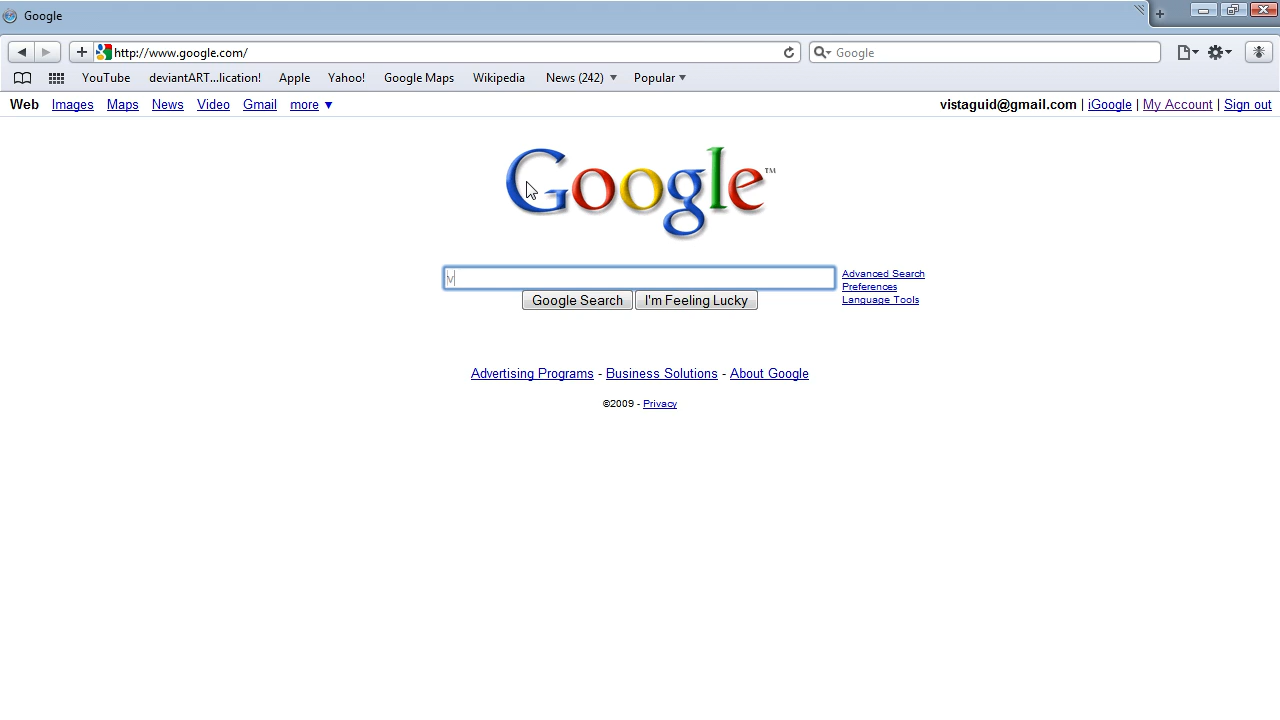 Google
http://www.google.com/ Google
YouTube deviantART...lication! Apple Yahoo! Google Maps Wikipedia News (242) ▼ Popular ▼
Web Images Maps News Video Gmail more ▼ vistaguid@gmail.com | iGoogle | My Account | Sign out
Google™
v
Advanced Search
Preferences
Language Tools
Google Search I'm Feeling Lucky
Advertising Programs - Business Solutions - About Google
©2009 - Privacy